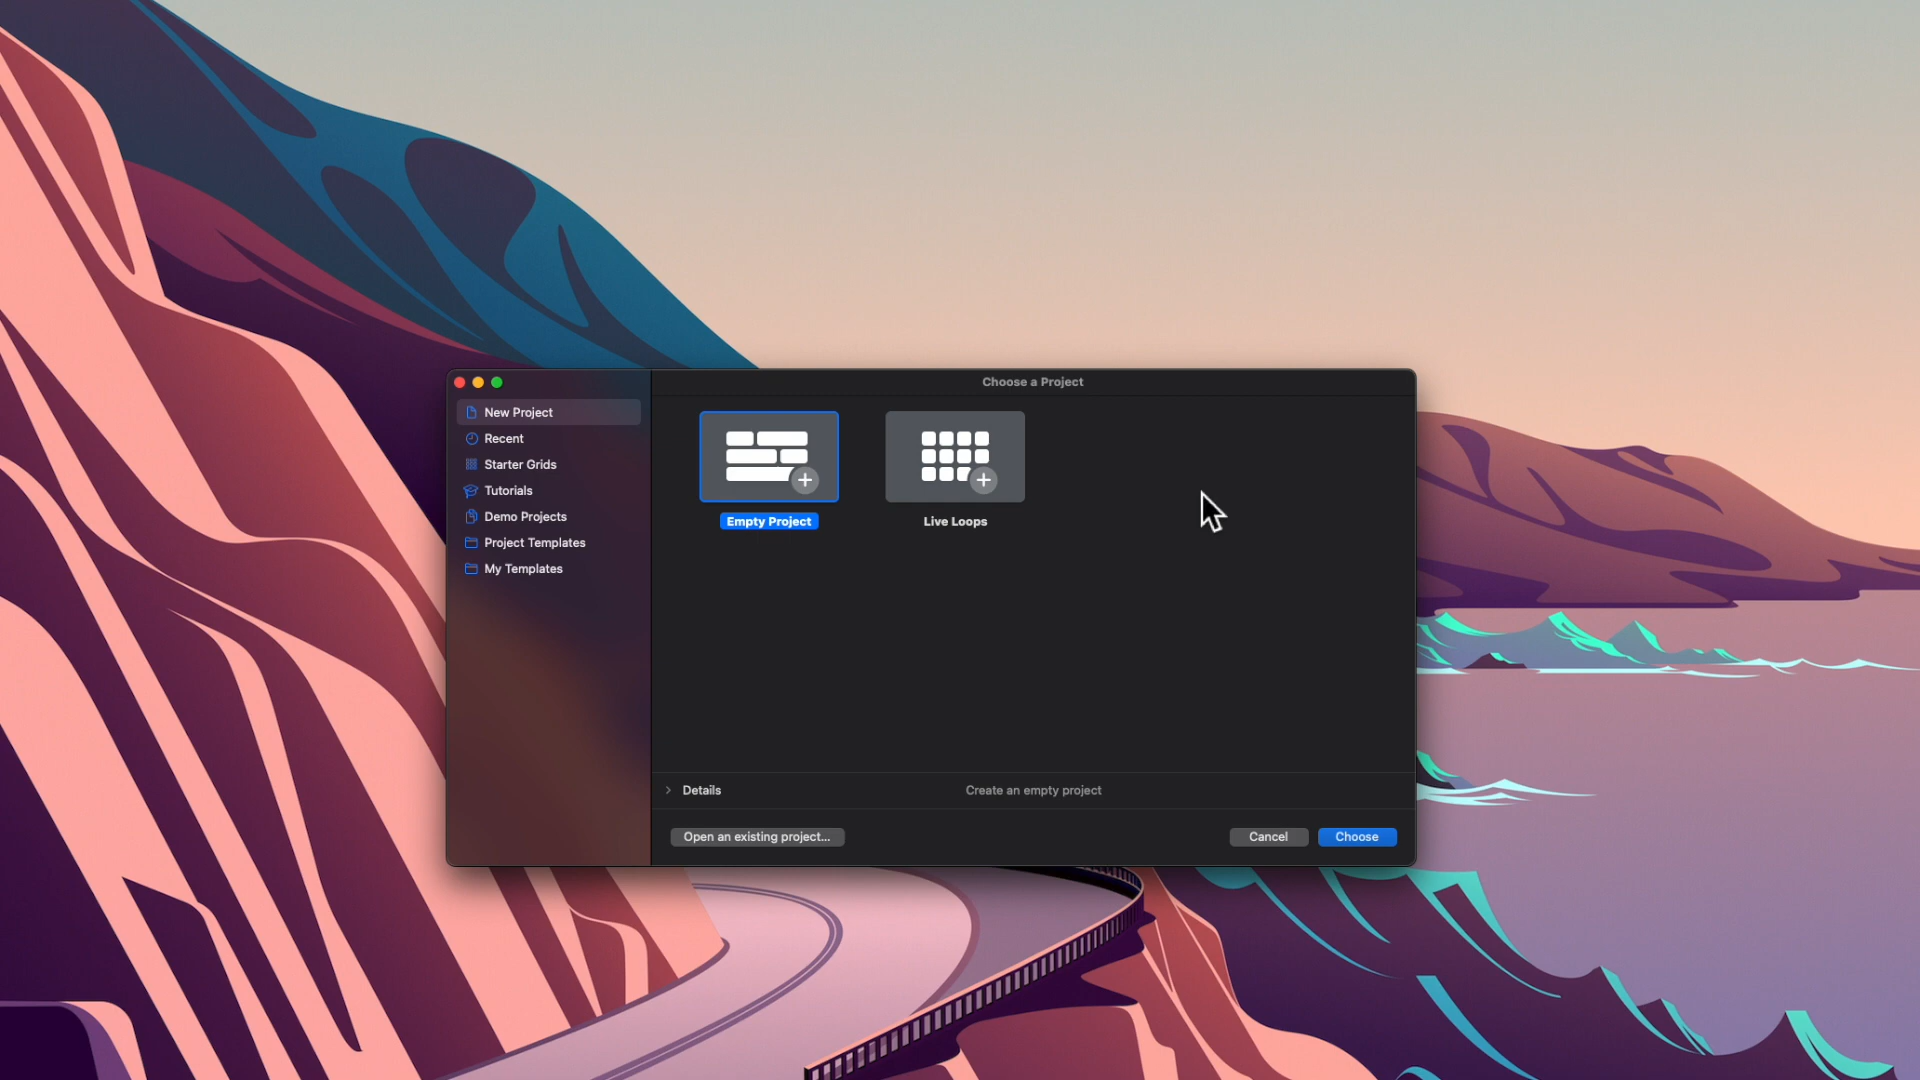 Choose a Project
New Project
Recent
Starter Grids
Tutorials
Demo Projects
Project Templates
My Templates
Empty Project
Live Loops
Details
Create an empty project
Open an existing project...
Cancel
Choose